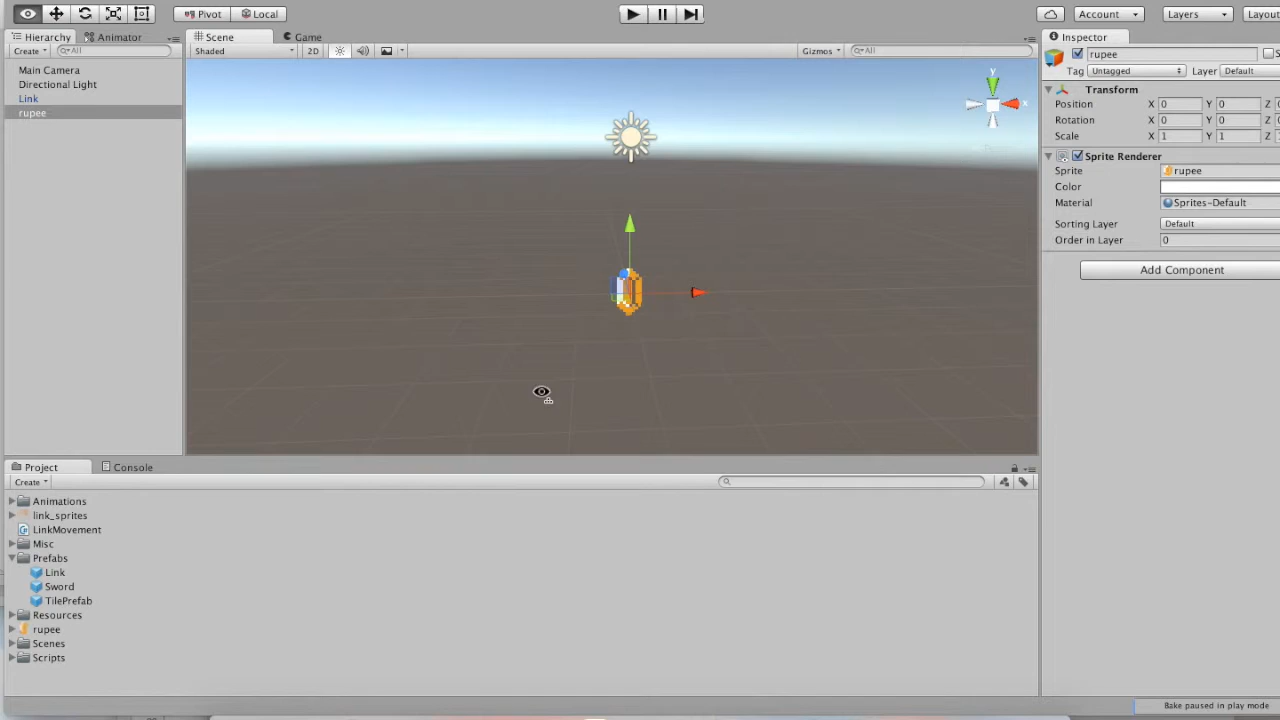 Pivot Local Account Layers Layou
Hierarchy Animator Scene Game Inspector
Create All Shaded 2D Gizmos All rupee S
Tag Untagged Layer Default
Main Camera
Directional Light Transform
Link Position X 0 Y 0 Z
rupee Rotation X 0 Y 0 Z
Scale X 1 Y 1 Z
Sprite Renderer
Sprite rupee
Color
Material Sprites-Default
Sorting Layer Default
Order in Layer 0
Add Component
y
x
Project Console
Create
Animations
link_sprites
LinkMovement
Misc
Prefabs
Link
Sword
TilePrefab
Resources
rupee
Scenes
Scripts
Bake paused in play mode